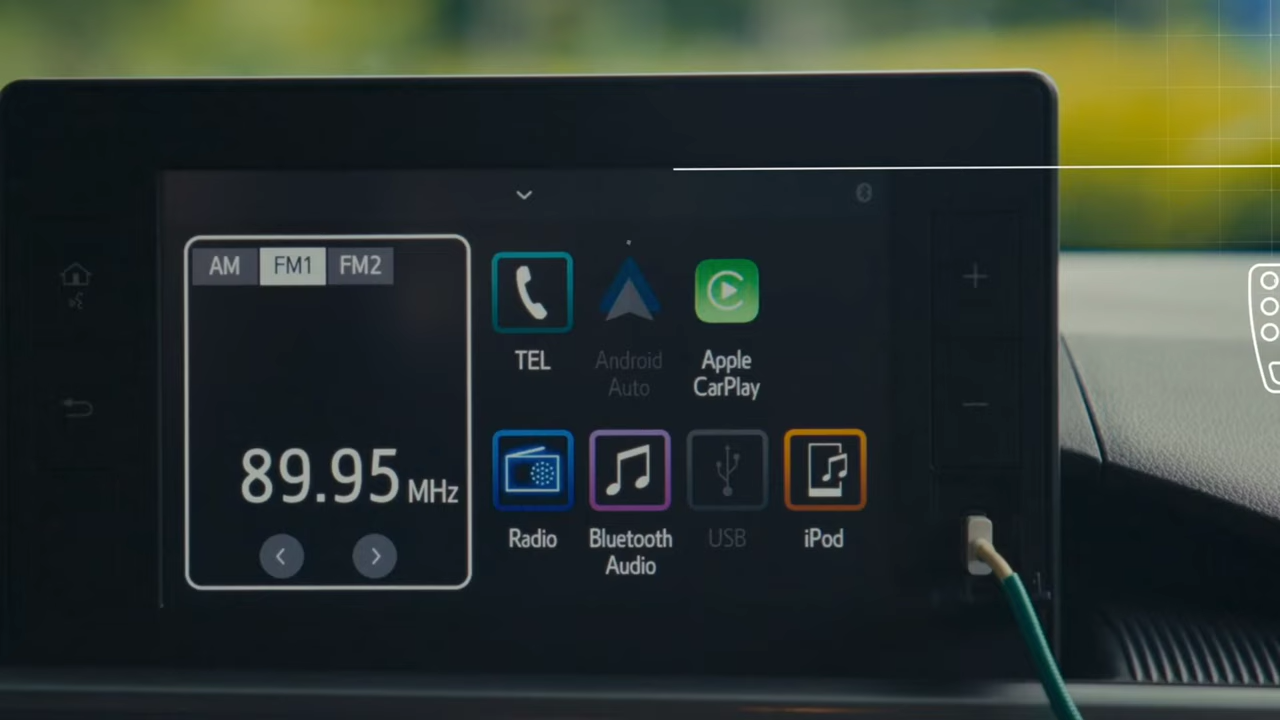 AM FM1 FM2
89.95 MHz
TEL
Android
Auto
Apple
CarPlay
Radio
Bluetooth
Audio
USB
iPod